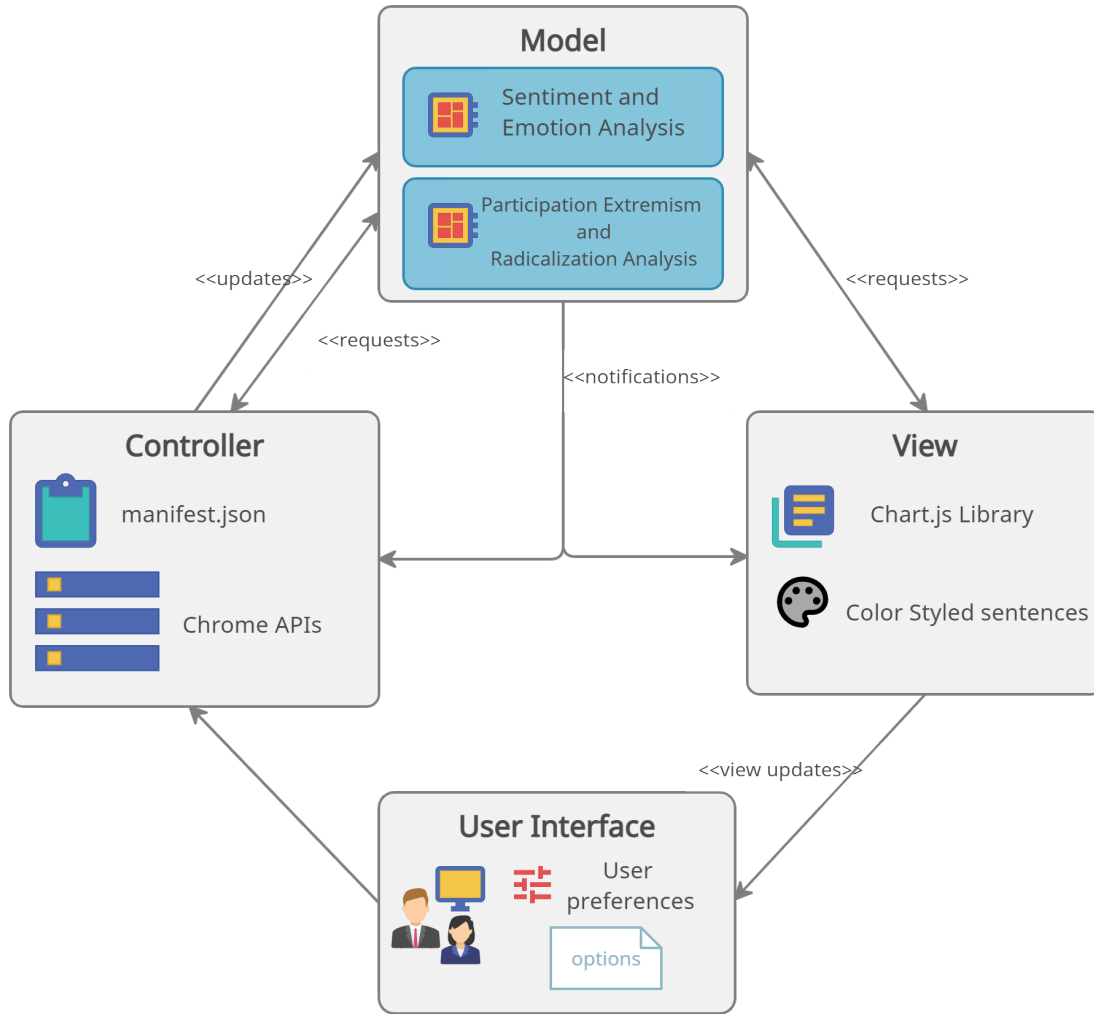 Model
Sentiment and
Emotion Analysis
Participation Extremism
and
Radicalization Analysis
<<updates>>
<<requests>>
<<requests>>
<<notifications>>
Controller
manifest.json
Chrome APIs
View
Chart.js Library
Color Styled sentences
<<view updates>>
User Interface
User
preferences
options